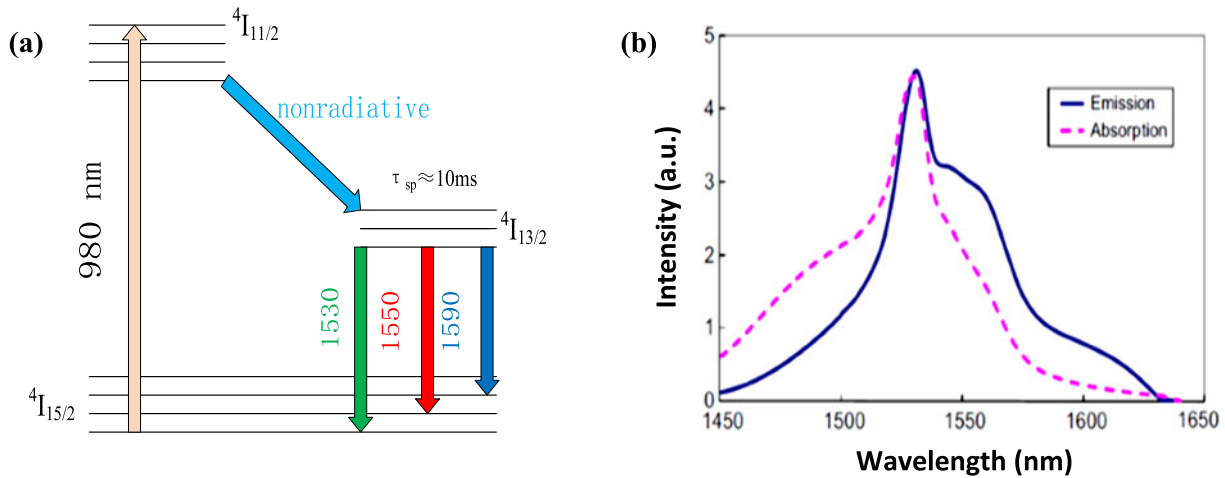 (a)
⁴I₁₁/₂
nonradiative
980 nm
τ sp≈10ms
⁴I₁₃/₂
1530
1550
1590
⁴I₁₅/₂
(b)
5
4
3
2
1
0
Intensity (a.u.)
Emission
Absorption
1450
1500
1550
1600
1650
Wavelength (nm)